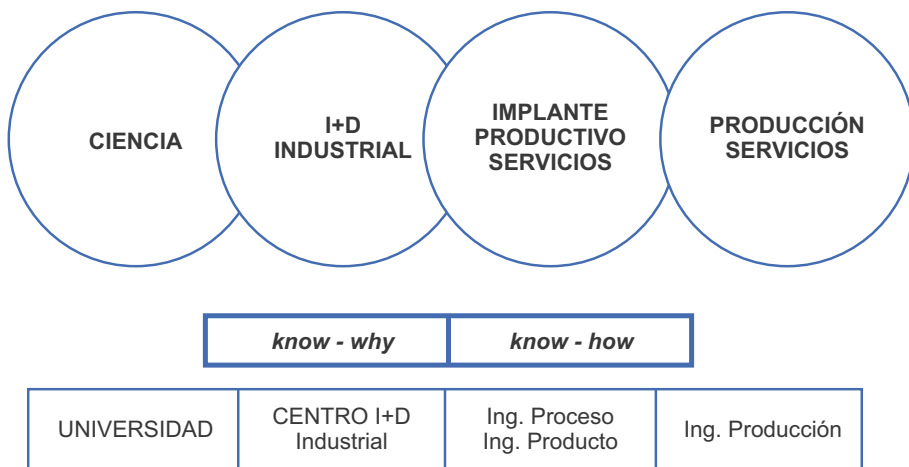 CIENCIA
I+D
INDUSTRIAL
IMPLANTE
PRODUCTIVO
SERVICIOS
PRODUCCIÓN
SERVICIOS
know - why
know - how
UNIVERSIDAD
CENTRO I+D
Industrial
Ing. Proceso
Ing. Producto
Ing. Producción